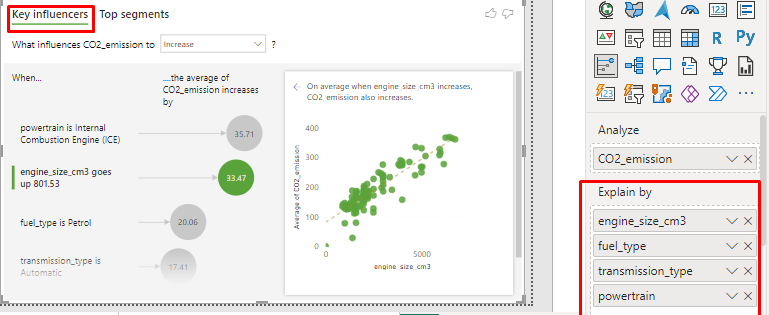 Key influencers Top segments
What influences CO2_emission to Increase ?
When...
....the average of
CO2_emission increases
by
powertrain is Internal
Combustion Engine (ICE)
35.71
engine_size_cm3 goes
up 801.53
33.47
fuel_type is Petrol
20.06
transmission_type is
Automatic
17.41
On average when engine_size_cm3 increases,
CO2_emission also increases.
Average of CO2_emission
400
300
200
100
0
0
5000
engine_size_cm3
123
R
Py
123
Analyze
CO2_emission
Explain by
engine_size_cm3
fuel_type
transmission_type
powertrain